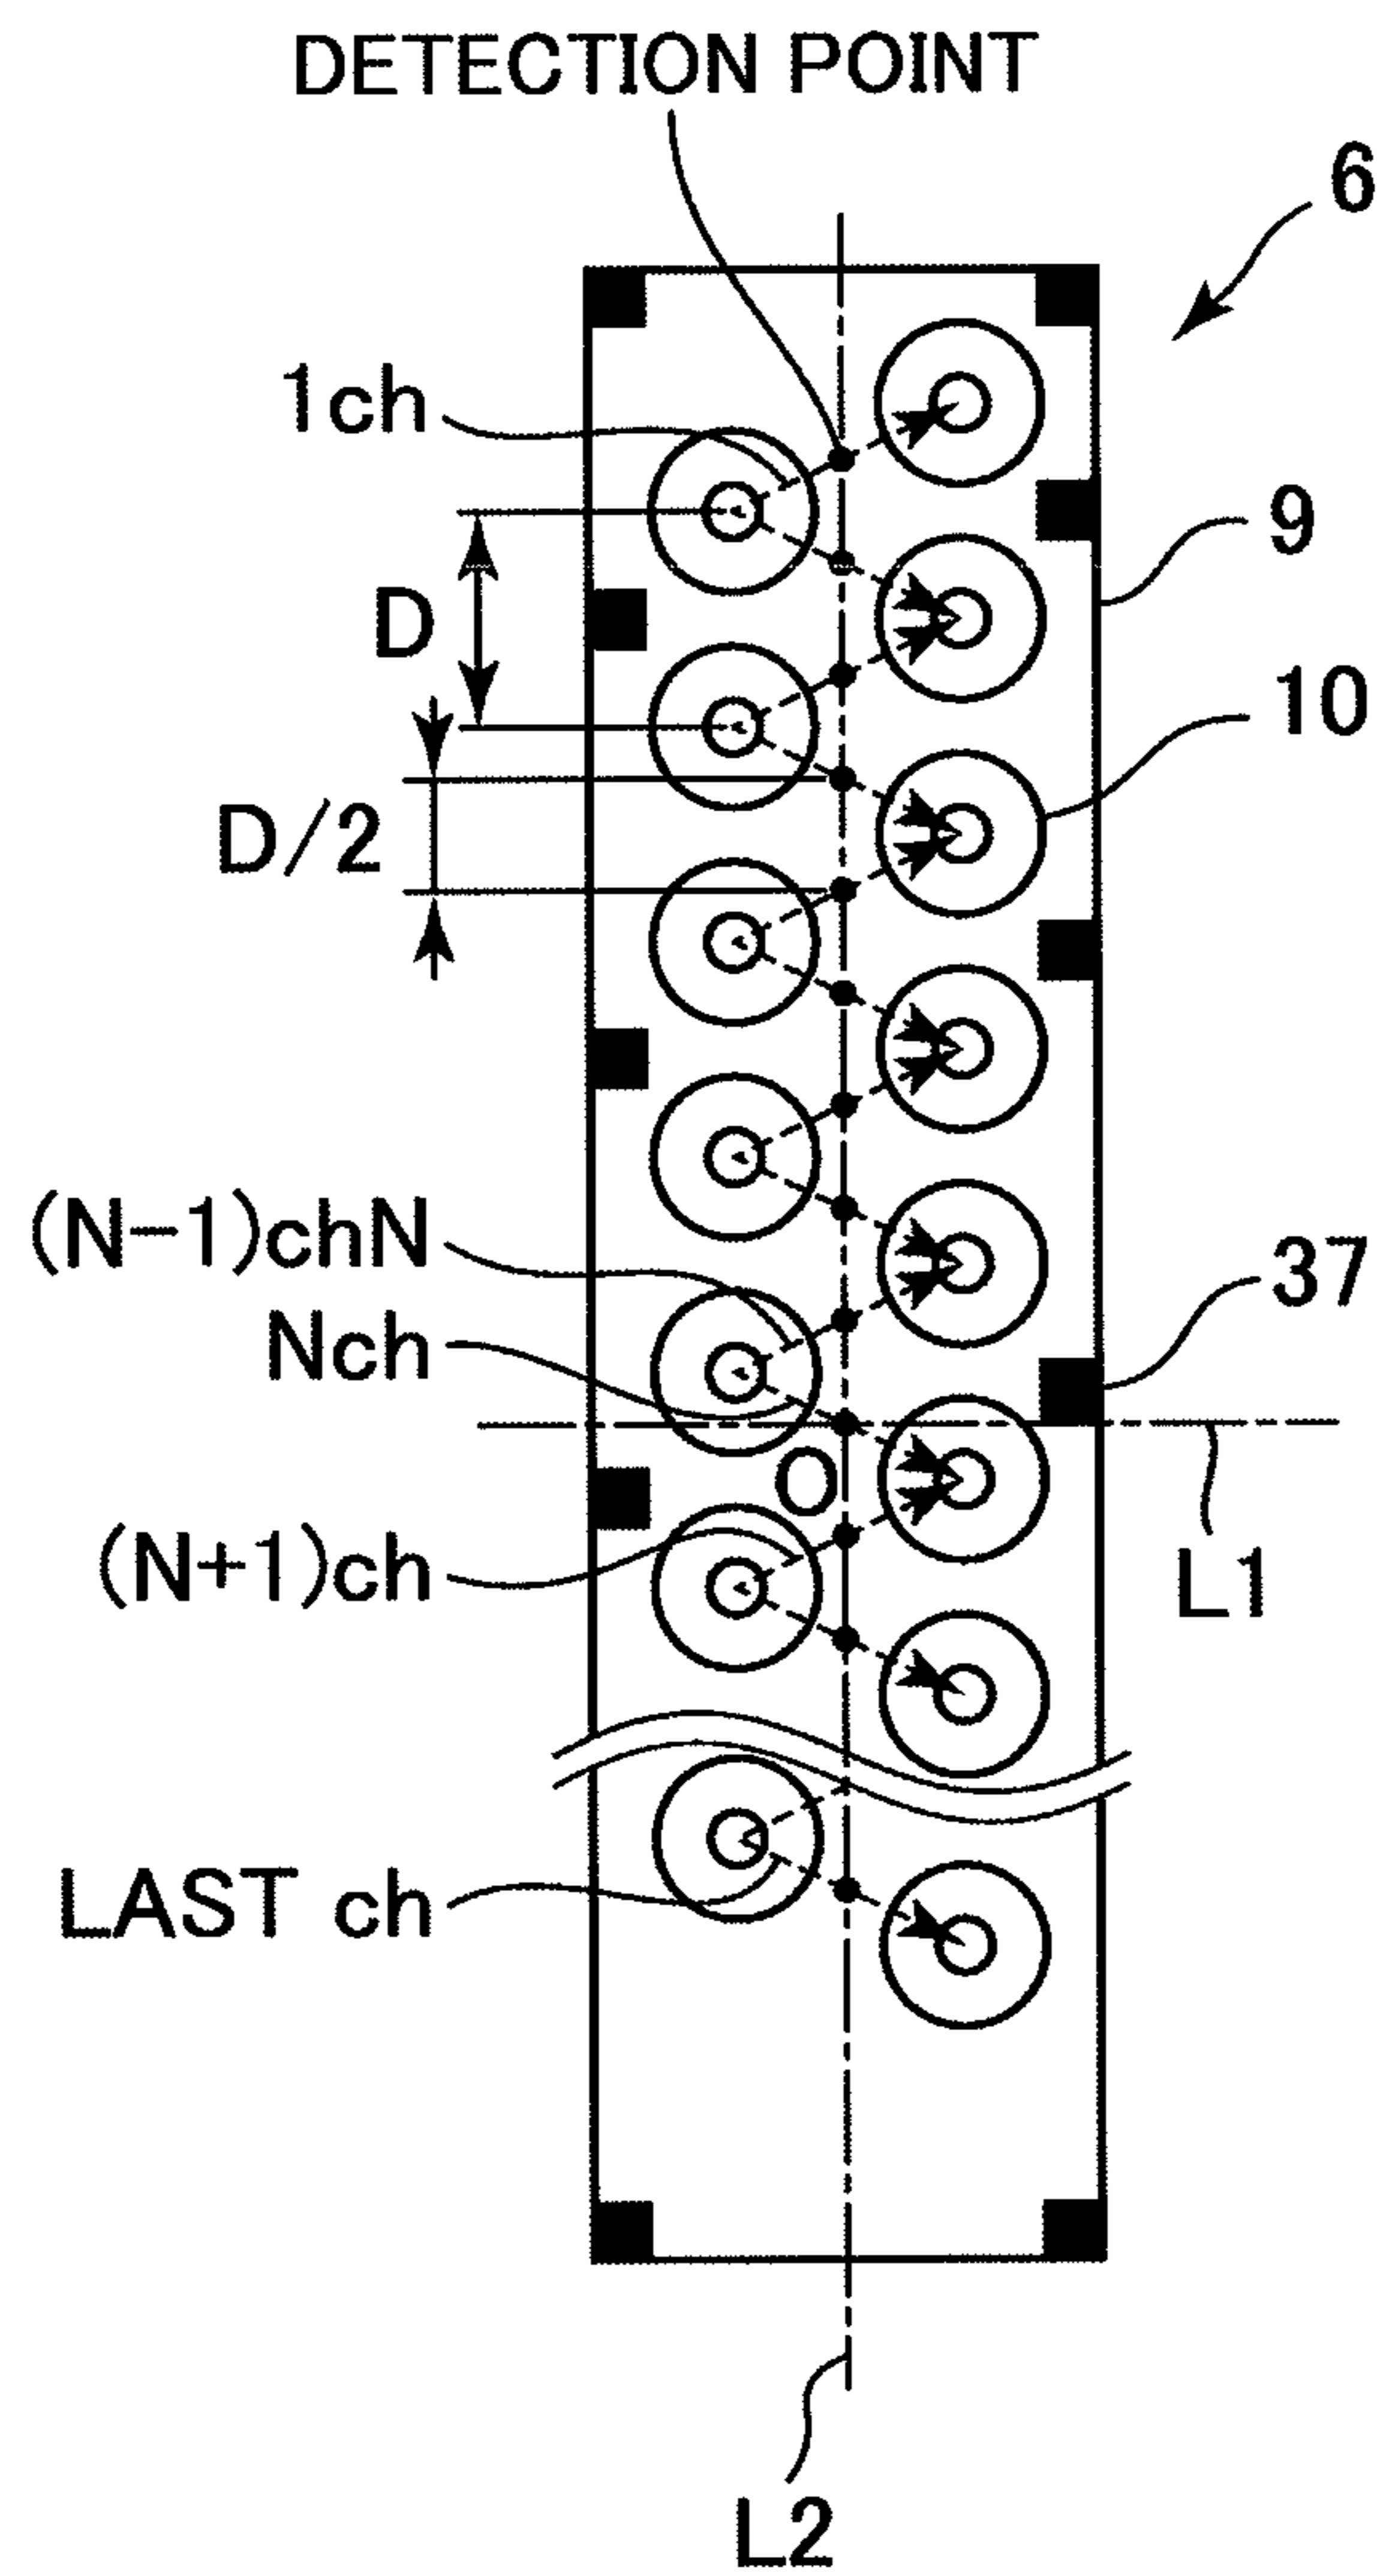 DETECTION POINT
6
1ch
9
D
10
D/2
(N-1)chN
37
Nch
O
(N+1)ch
L1
LAST ch
L2